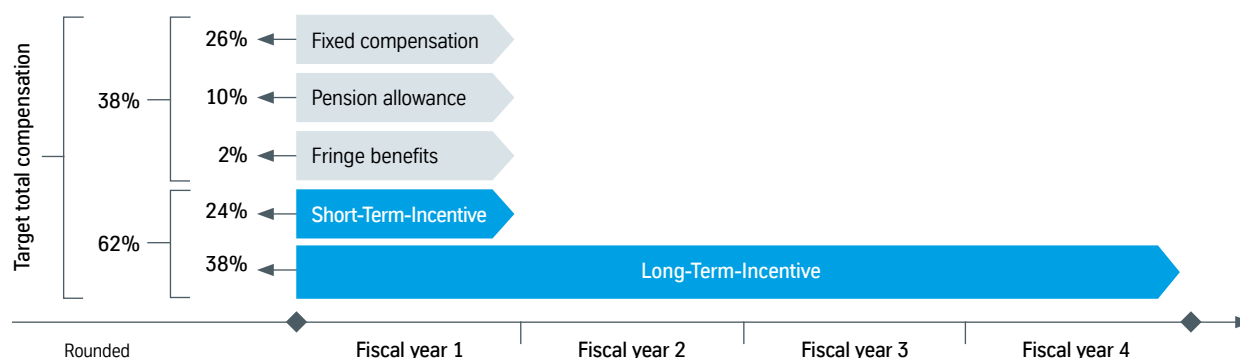 Target total compensation
38%
26%
Fixed compensation
10%
Pension allowance
2%
Fringe benefits
62%
24%
Short-Term-Incentive
38%
Long-Term-Incentive
Rounded
Fiscal year 1
Fiscal year 2
Fiscal year 3
Fiscal year 4